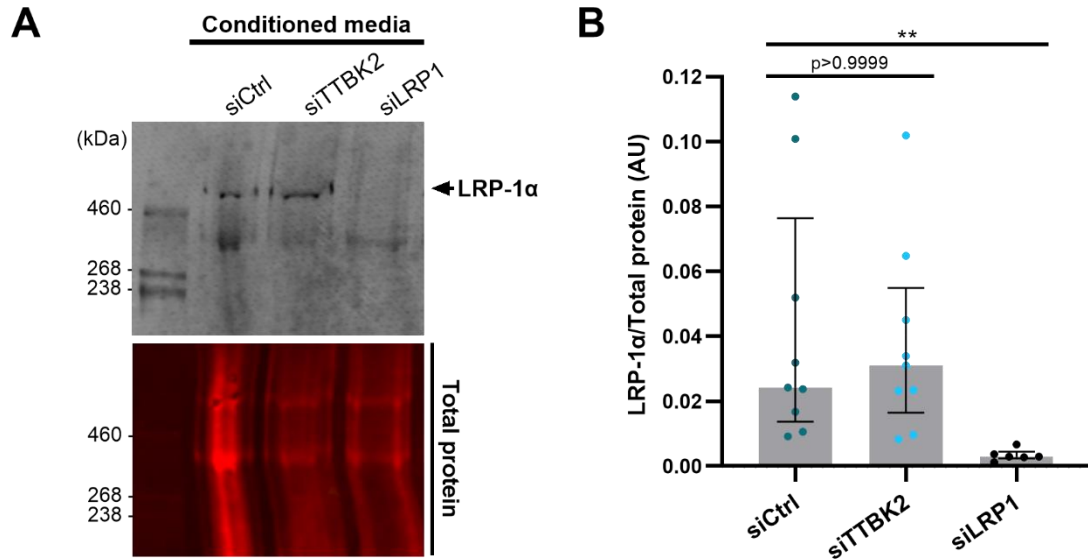 A
Conditioned media
siCtrl
siTTBK2
siLRP1
(kDa)
LRP-1α
460
268
238
Total protein
460
268
238
B
**
p>0.9999
LRP-1α/Total protein (AU)
0.12
0.10
0.08
0.06
0.04
0.02
0.00
siCtrl
siTTBK2
siLRP1